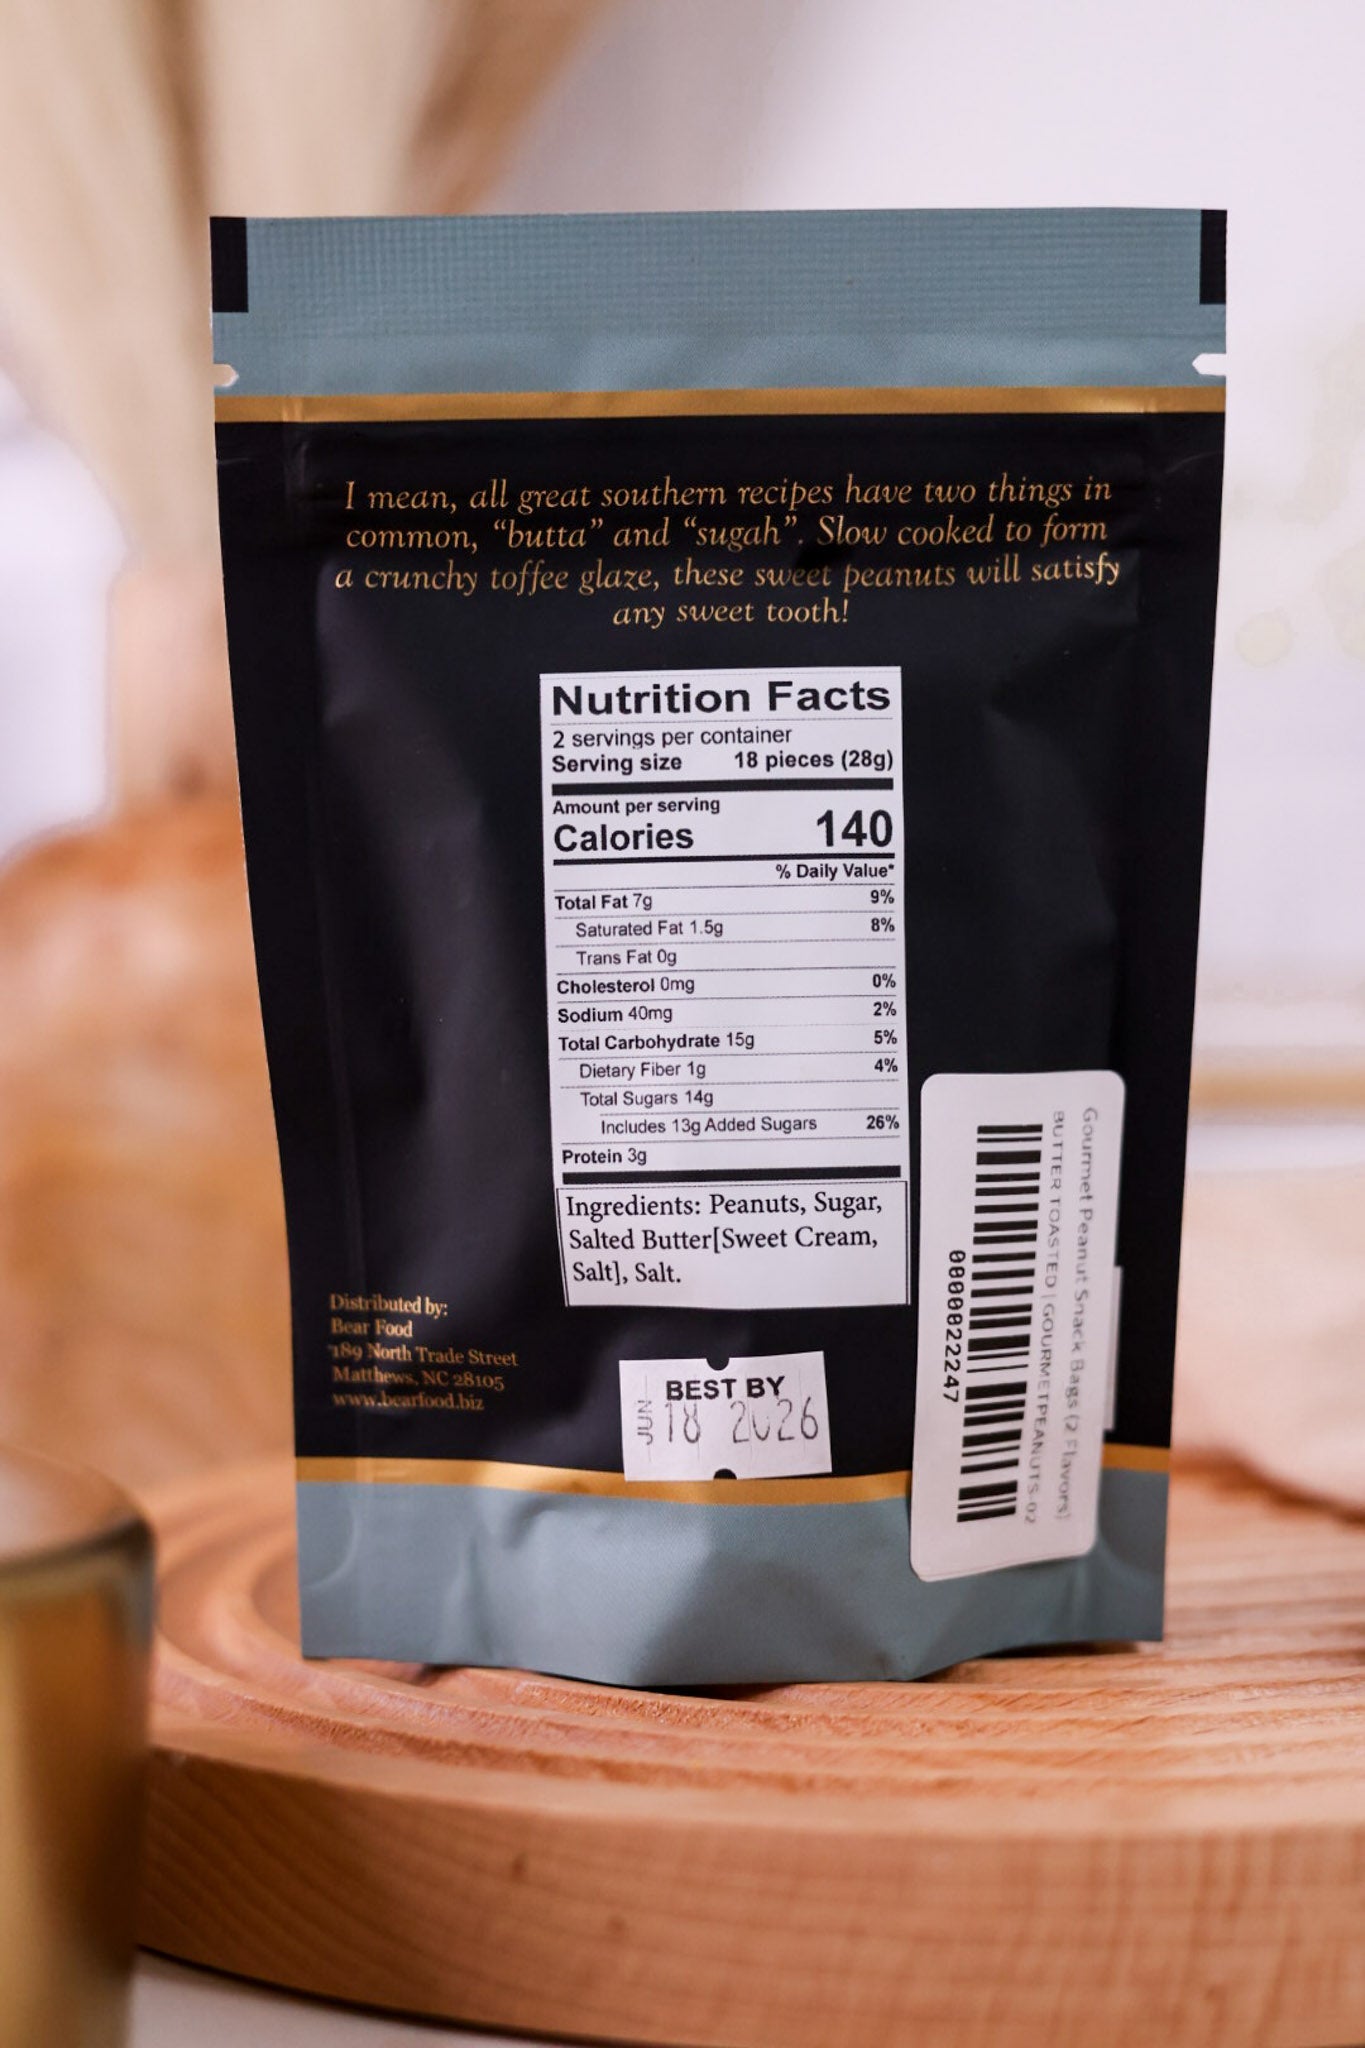 I mean, all great southern recipes have two things in
common, “butta” and “sugah”. Slow cooked to form
a crunchy toffee glaze, these sweet peanuts will satisfy
any sweet tooth!
Nutrition Facts
2 servings per container
Serving size 18 pieces (28g)
Amount per serving
Calories 140
% Daily Value*
Total Fat 7g 9%
Saturated Fat 1.5g 8%
Trans Fat 0g
Cholesterol 0mg 0%
Sodium 40mg 2%
Total Carbohydrate 15g 5%
Dietary Fiber 1g 4%
Total Sugars 14g
Includes 13g Added Sugars 26%
Protein 3g
Ingredients: Peanuts, Sugar,
Salted Butter[Sweet Cream,
Salt], Salt.
Distributed by:
Bear Food
189 North Trade Street
Matthews, NC 28105
www.bearfood.biz
BEST BY
JUN 18 2026
Gourmet Peanut Snack Bags (2 Flavors)
BUTTER TOASTED | GOURMETPEANUTS-02
0000022247